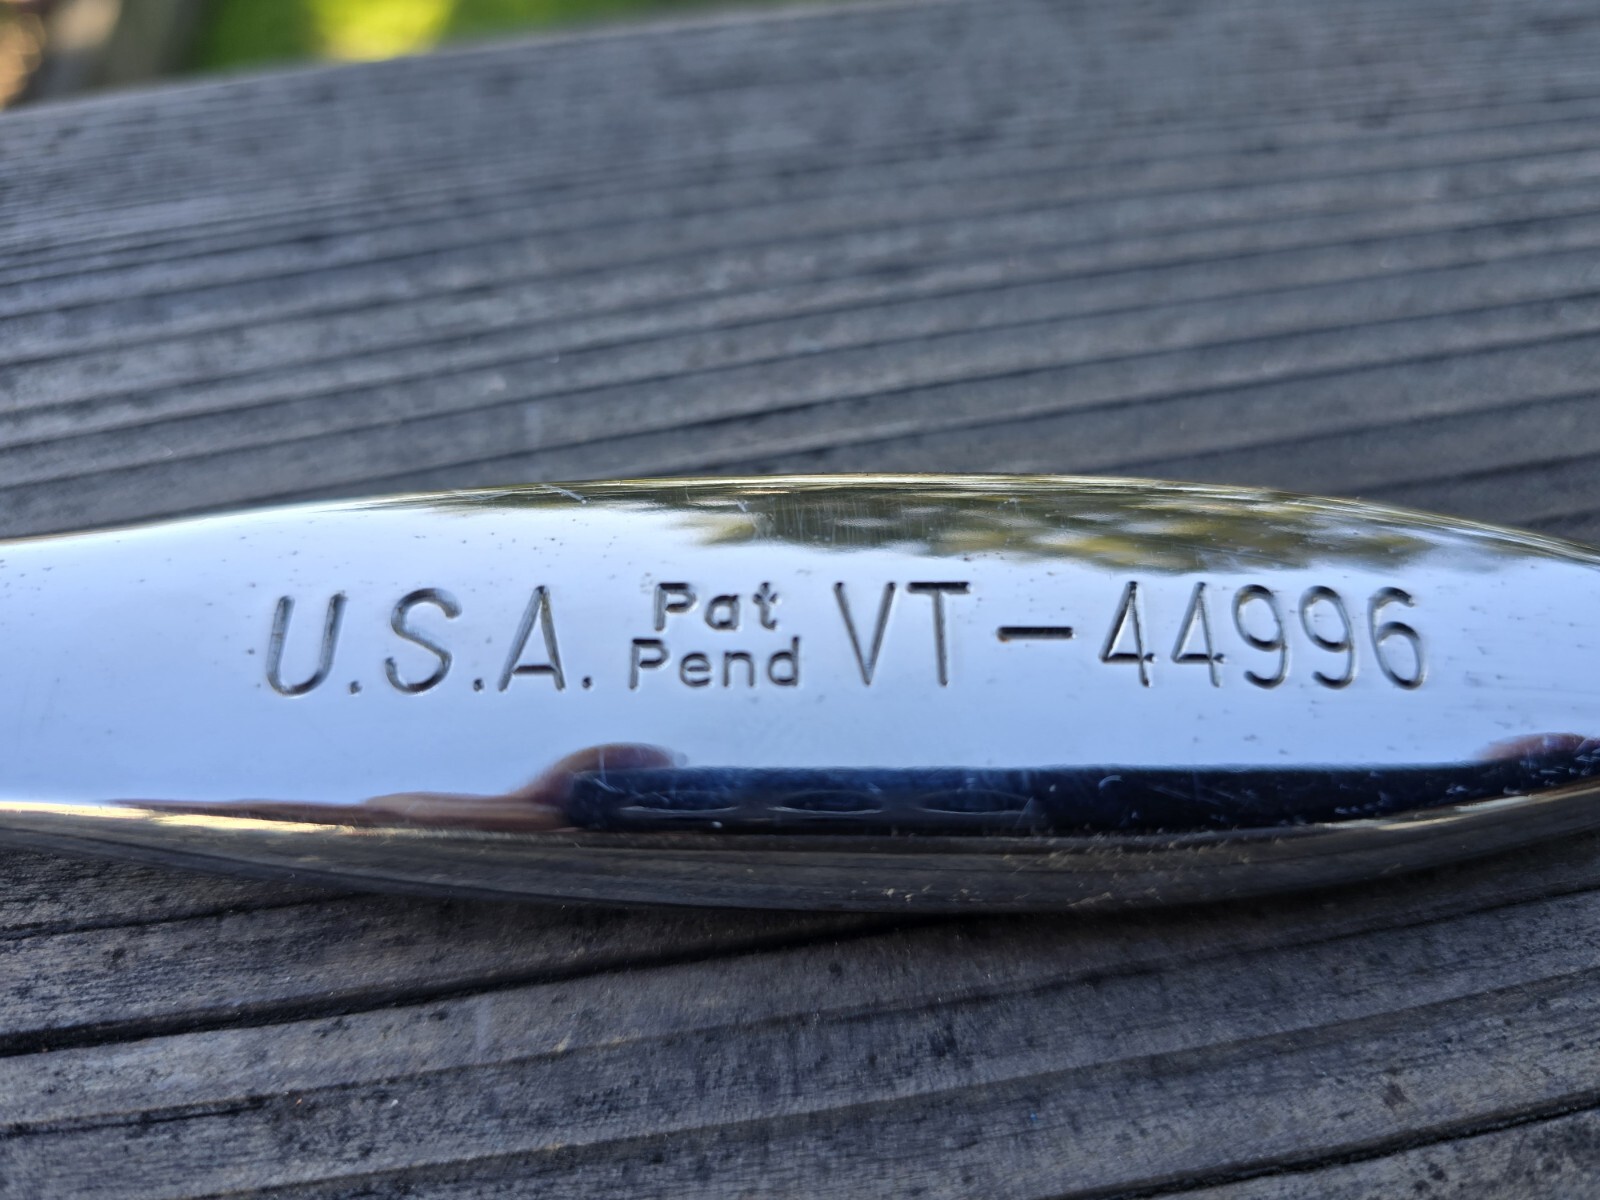 U.S.A. Pat Pend VT-44996